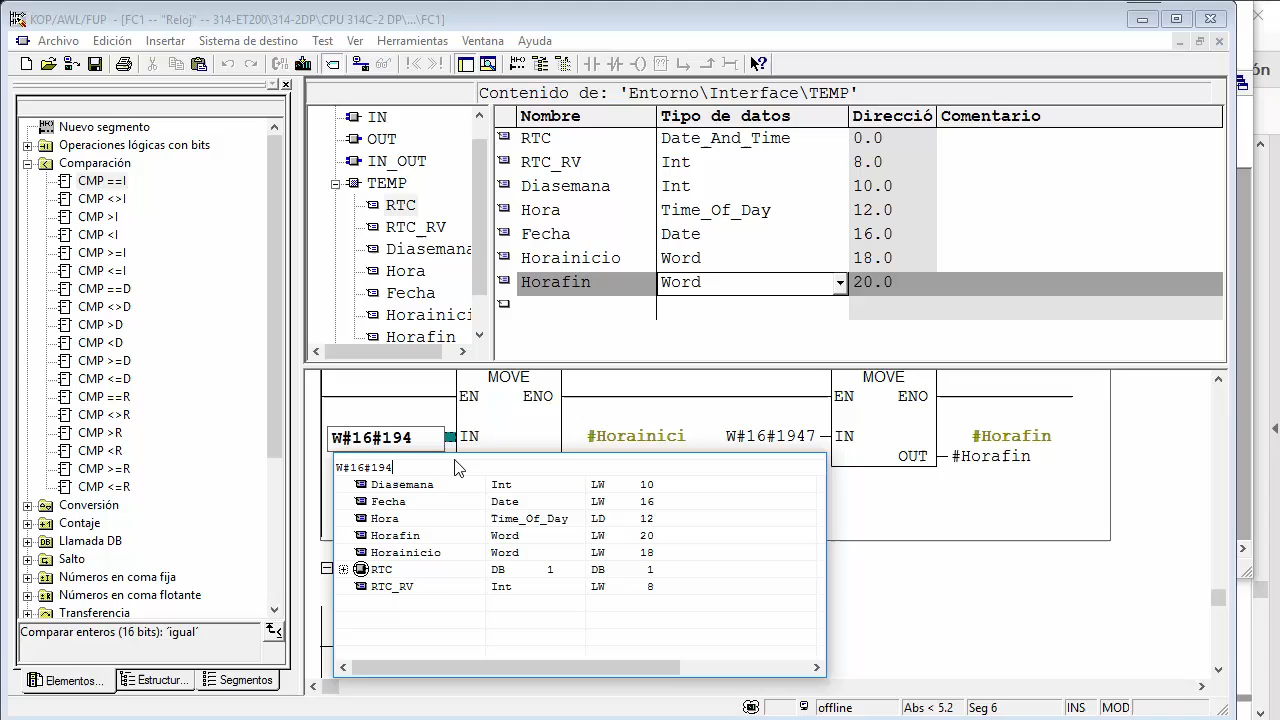 KOP/AWL/FUP - [FC1 -- "Reloj" -- 314-ET200\314-2DP\CPU 314C-2 DP\...\FC1]
Archivo Edición Insertar Sistema de destino Test Ver Herramientas Ventana Ayuda
Contenido de: 'Entorno\Interface\TEMP'
Nuevo segmento
Operaciones lógicas con bits
Comparación
CMP ==I
CMP <>I
CMP >I
CMP <I
CMP >=I
CMP <=I
CMP ==D
CMP <>D
CMP >D
CMP <D
CMP >=D
CMP <=D
CMP ==R
CMP <>R
CMP >R
CMP <R
CMP >=R
CMP <=R
Conversión
Contaje
Llamada DB
Salto
Números en coma fija
Números en coma flotante
Transferencia
Comparar enteros (16 bits): ´igual´
Elementos... Estructur... Segmentos
IN
OUT
IN_OUT
TEMP
RTC
RTC_RV
Diasemana
Hora
Fecha
Horainici
Horafin
Nombre Tipo de datos Direcció Comentario
RTC Date_And_Time 0.0
RTC_RV Int 8.0
Diasemana Int 10.0
Hora Time_Of_Day 12.0
Fecha Date 16.0
Horainicio Word 18.0
Horafin Word 20.0
MOVE MOVE
EN ENO EN ENO
W#16#194 IN #Horainici W#16#1947 IN #Horafin
OUT #Horafin
W#16#194
Diasemana Int LW 10
Fecha Date LW 16
Hora Time_Of_Day LD 12
Horafin Word LW 20
Horainicio Word LW 18
RTC DB 1 DB 1
RTC_RV Int LW 8
offline Abs < 5.2 Seg 6 INS MOD
ón